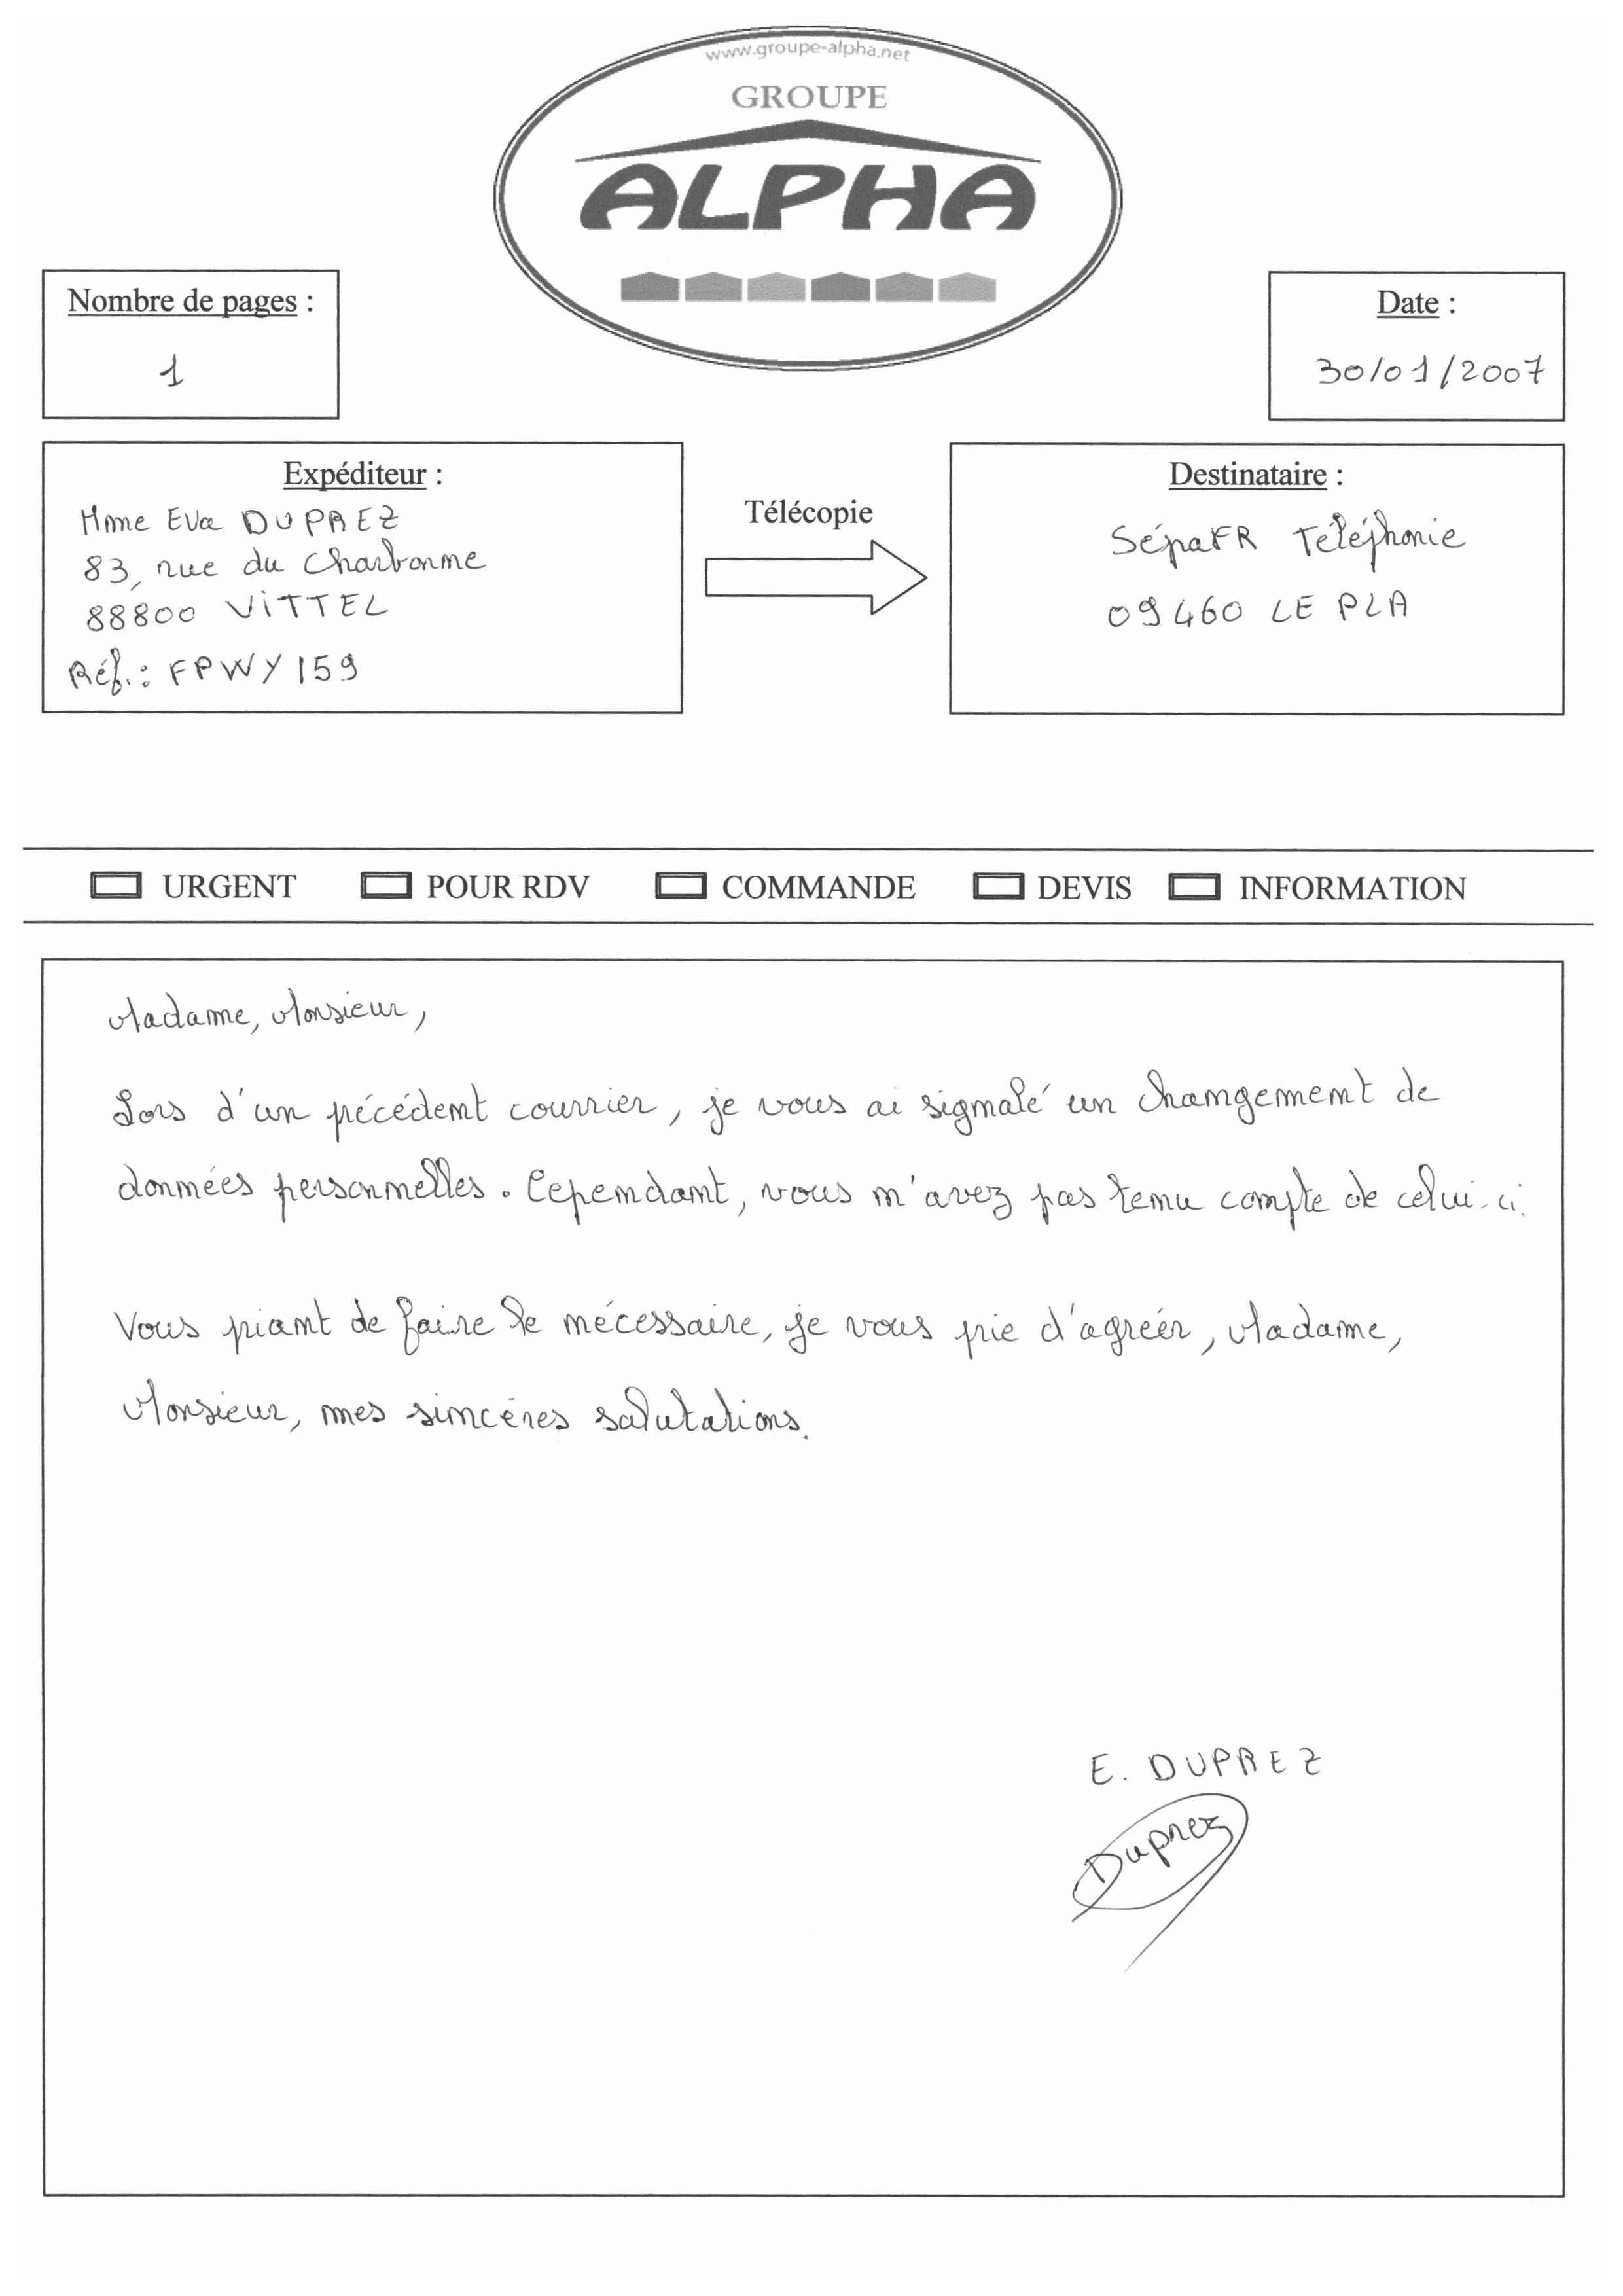 www.groupe-alpha.net
GROUPE
ALPHA
Nombre de pages :
1
Date :
30/01/2007
Expéditeur :
Mme Eva DUPREZ
83, rue du Charbonne
88800 VITTEL
Réf. : FPWY159
Télécopie
Destinataire :
SépaFR Téléphonie
09460 LE PLA
URGENT POUR RDV COMMANDE DEVIS INFORMATION
Madame, Monsieur,
Lors d'un pécédent courrier, je vous ai signalé un changement de
données personnelles. Cependant, vous n'avez pas tenu compte de celui-ci.
Vous priant de faire le nécessaire, je vous prie d'agréer, Madame,
Monsieur, mes sincères salutations.
E. DUPREZ
Duprez